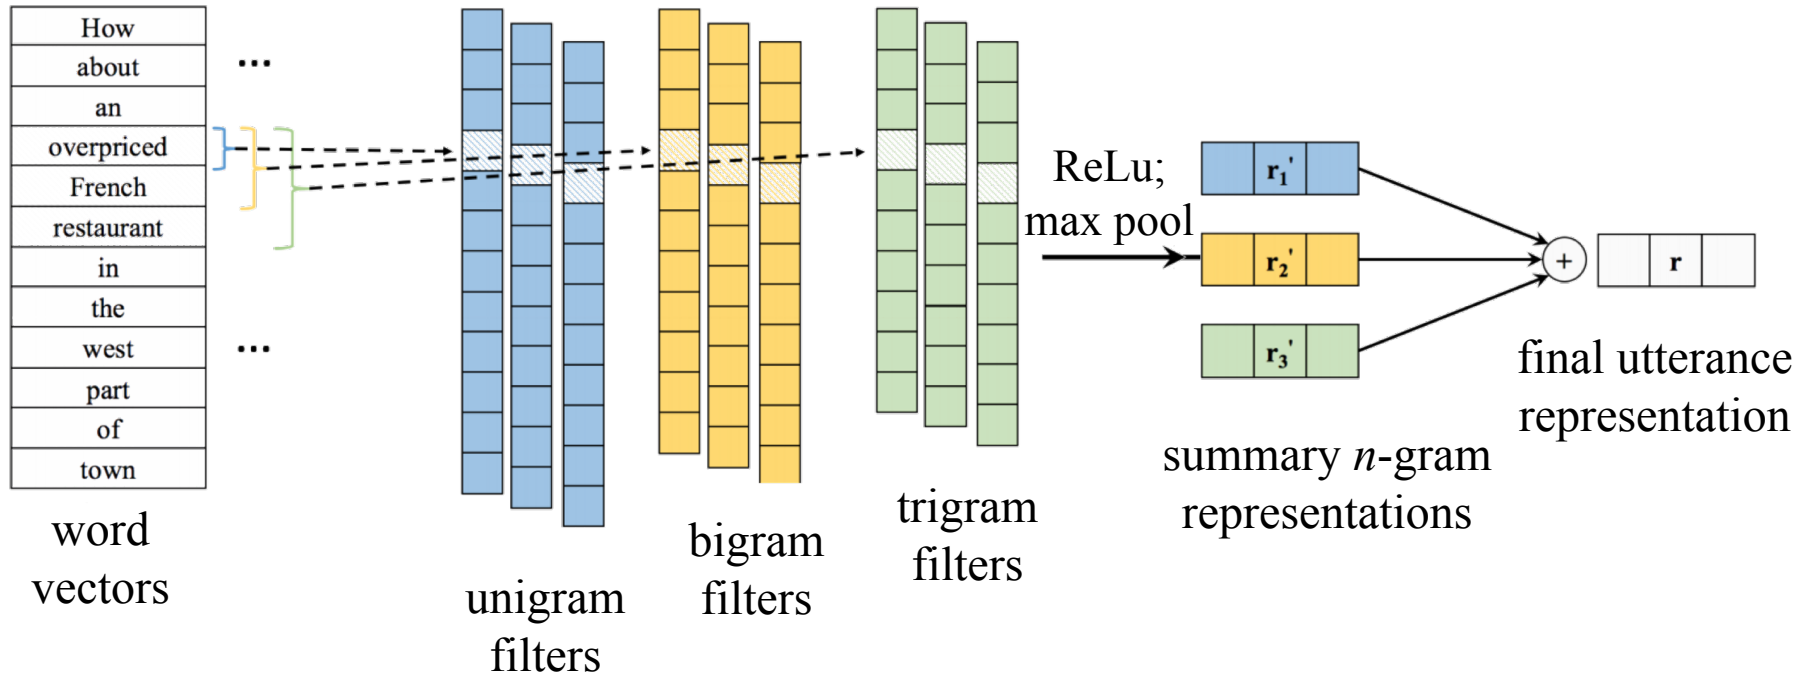 How
about
an
overpriced
French
restaurant
in
the
west
part
of
town
...
...
word
vectors
unigram
filters
bigram
filters
trigram
filters
ReLu;
max pool
r₁'
r₂'
r₃'
summary n-gram
representations
+
r
final utterance
representation